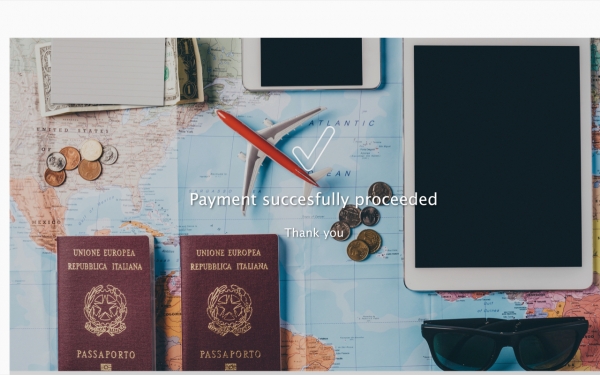 UNITED STATES
OF
ATLANTIC
MEXICO
Payment succesfully proceeded
Thank you
UNIONE EUROPEA
REPUBBLICA ITALIANA
PASSAPORTO
UNIONE EUROPEA
REPUBBLICA ITALIANA
PASSAPORTO